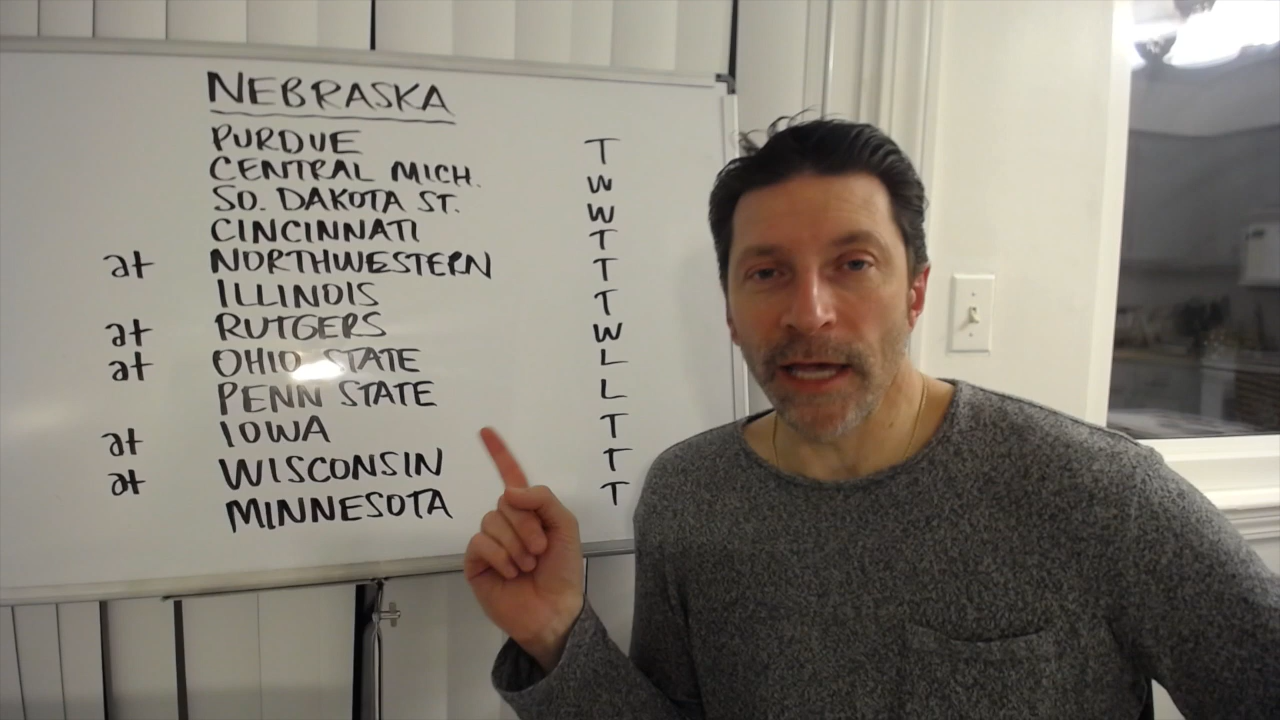 NEBRASKA
PURDUE T
CENTRAL MICH. W
SO. DAKOTA ST. W
CINCINNATI T
at NORTHWESTERN T
ILLINOIS T
at RUTGERS W
at OHIO STATE L
PENN STATE L
at IOWA T
at WISCONSIN T
MINNESOTA T